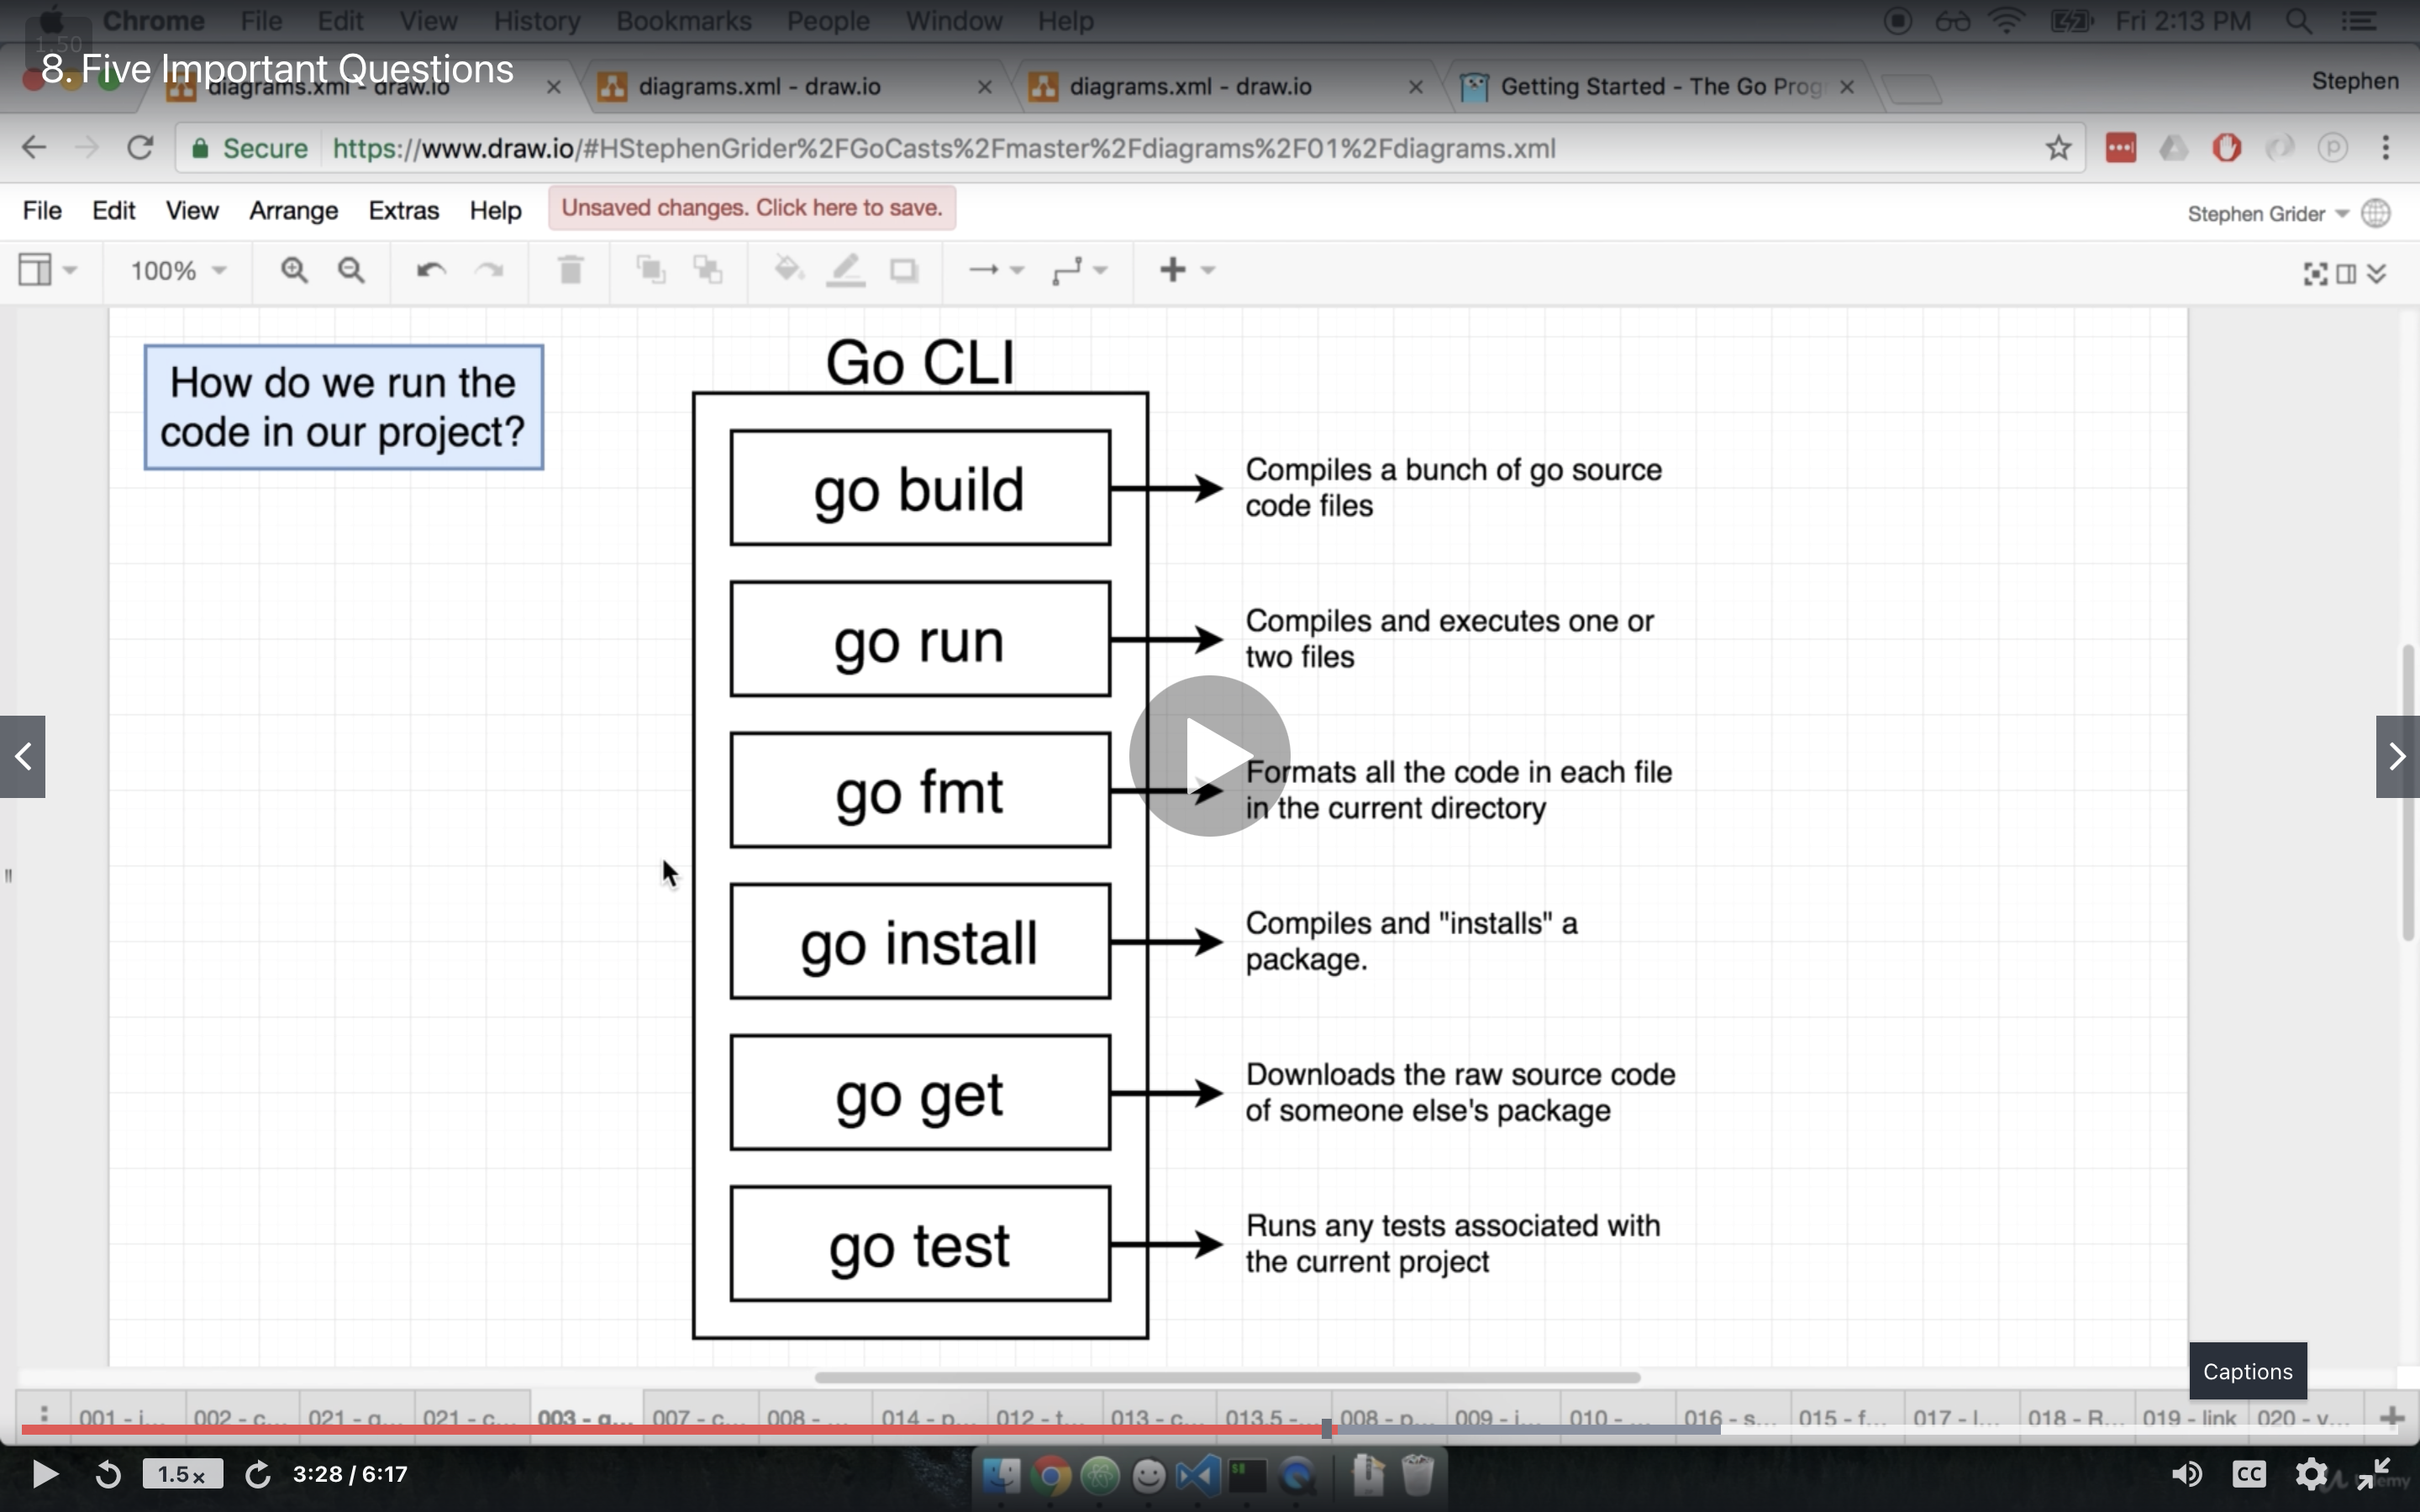 Chrome File Edit View History Bookmarks People Window Help Fri 2:13 PM
1.50
8. Five Important Questions
diagrams.xml - draw.io diagrams.xml - draw.io diagrams.xml - draw.io Getting Started - The Go Prog Stephen
Secure https://www.draw.io/#HStephenGrider%2FGoCasts%2Fmaster%2Fdiagrams%2F01%2Fdiagrams.xml
File Edit View Arrange Extras Help Unsaved changes. Click here to save. Stephen Grider
100%
Go CLI
How do we run the
code in our project?
go build
Compiles a bunch of go source
code files
go run
Compiles and executes one or
two files
go fmt
Formats all the code in each file
in the current directory
go install
Compiles and "installs" a
package.
go get
Downloads the raw source code
of someone else's package
go test
Runs any tests associated with
the current project
Captions
001 - i... 002 - c... 021 - g... 021 - c... 003 - g... 007 - c... 008 - ... 014 - p... 012 - t... 013 - c... 013.5 -... 008 - p... 009 - i... 010 - ... 016 - s... 015 - f... 017 - l... 018 - R... 019 - link 020 - v...
1.5x 3:28 / 6:17 CC